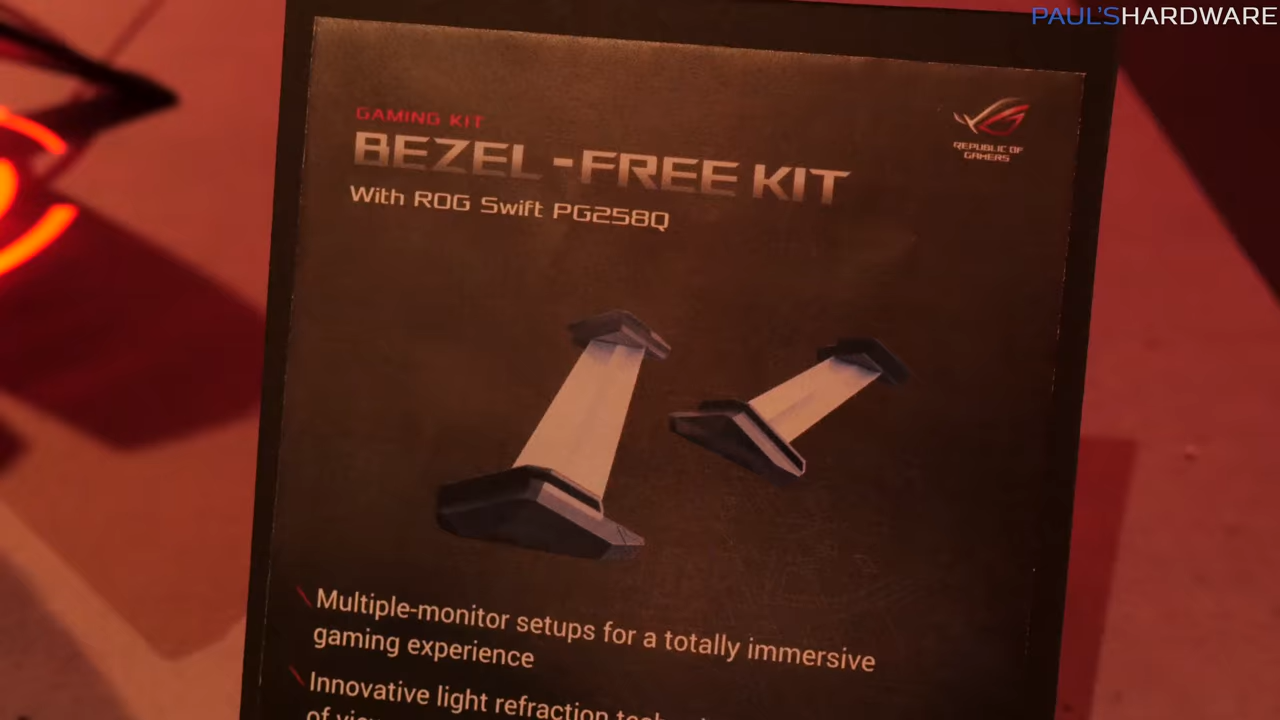 PAUL'SHARDWARE
GAMING KIT
BEZEL -FREE KIT
With ROG Swift PG258Q
REPUBLIC OF
GAMERS
Multiple-monitor setups for a totally immersive
gaming experience
Innovative light refraction
of